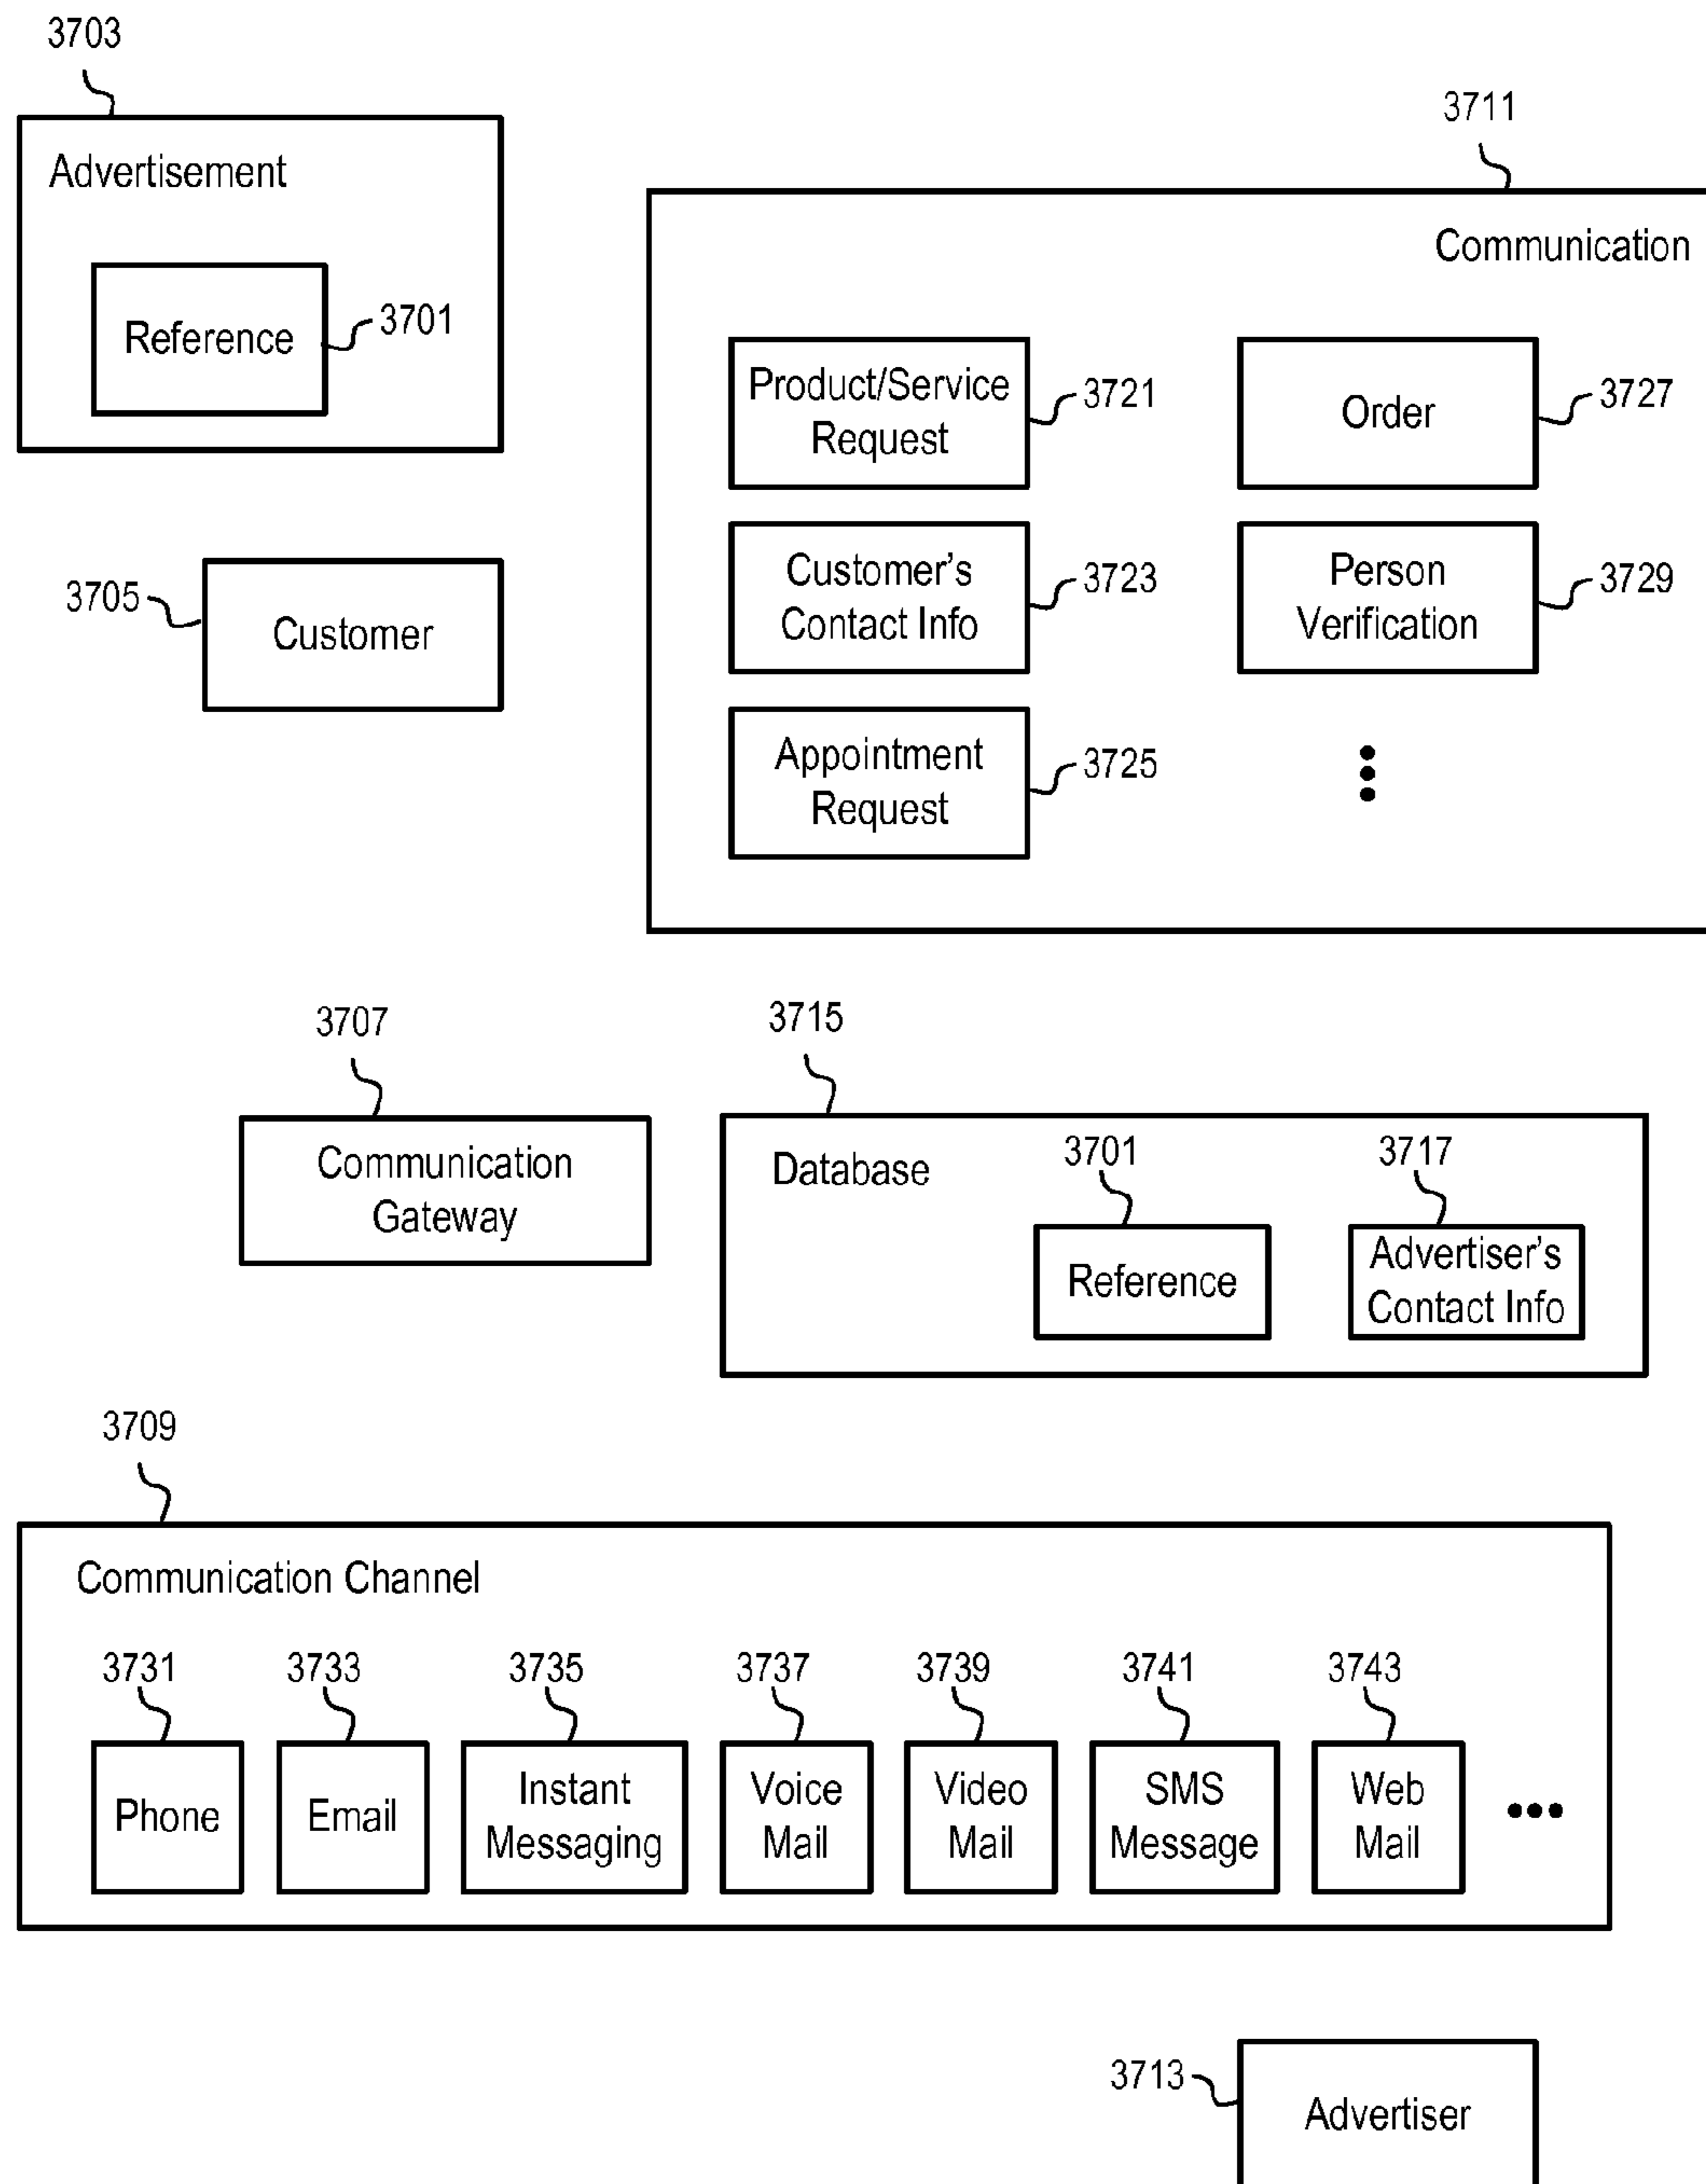 3703
Advertisement
Reference
3701
3705
Customer
3711
Communication
Product/Service
Request
3721
Order
3727
Customer's
Contact Info
3723
Person
Verification
3729
Appointment
Request
3725
3707
Communication
Gateway
3715
Database
3701
Reference
3717
Advertiser's
Contact Info
3709
Communication Channel
3731
Phone
3733
Email
3735
Instant
Messaging
3737
Voice
Mail
3739
Video
Mail
3741
SMS
Message
3743
Web
Mail
3713
Advertiser